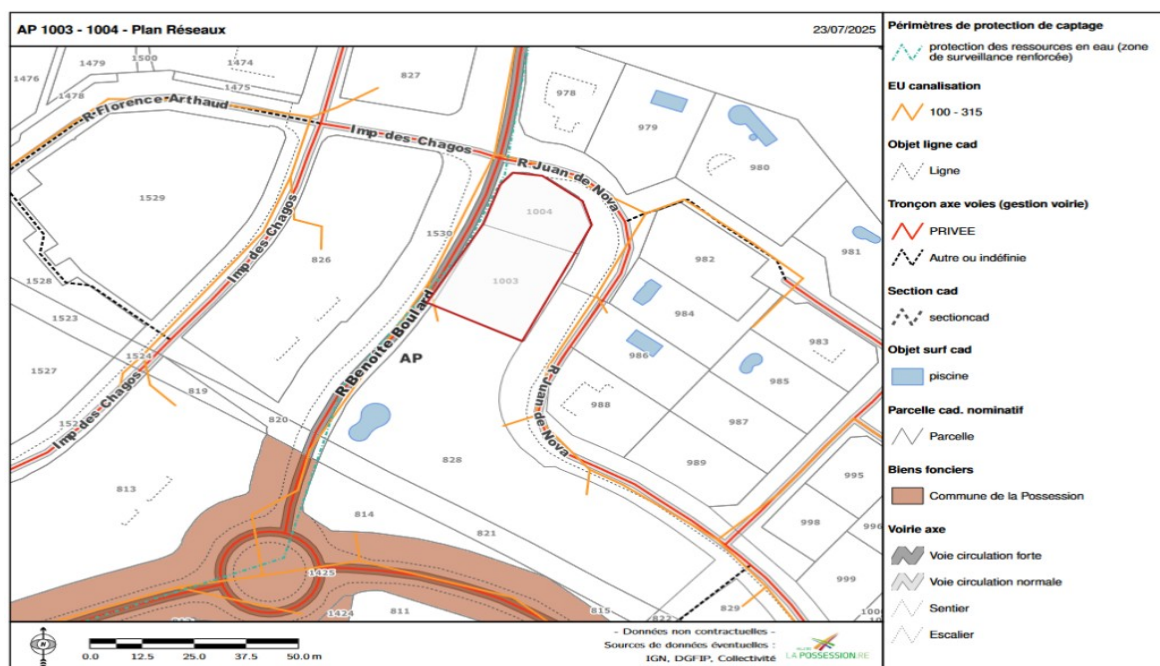 AP 1003 - 1004 - Plan Réseaux
23/07/2025
1476
1479
1500
1474
1478
1475
827
978
979
980
R Florence Arthaud
Imp des Chagos
R Juan de Nova
1529
1004
1530
826
Imp des Chagos
1003
982
981
1528
1523
984
983
R Benoite Boulard
AP
986
985
1524
1527
819
988
987
R Juan de Nova
Imp des Chagos
820
989
828
813
814
821
995
998
996
1425
999
1424
811
815
822
829
0.0 12.5 25.0 37.5 50.0 m
- Données non contractuelles -
Sources de données éventuelles :
IGN, DGFIP, Collectivité
LA POSSESSION.RE
Périmètres de protection de captage
protection des ressources en eau (zone
de surveillance renforcée)
EU canalisation
100 - 315
Objet ligne cad
Ligne
Tronçon axe voies (gestion voirie)
PRIVEE
Autre ou indéfinie
Section cad
sectioncad
Objet surf cad
piscine
Parcelle cad. nominatif
Parcelle
Biens fonciers
Commune de la Possession
Voirie axe
Voie circulation forte
Voie circulation normale
Sentier
Escalier